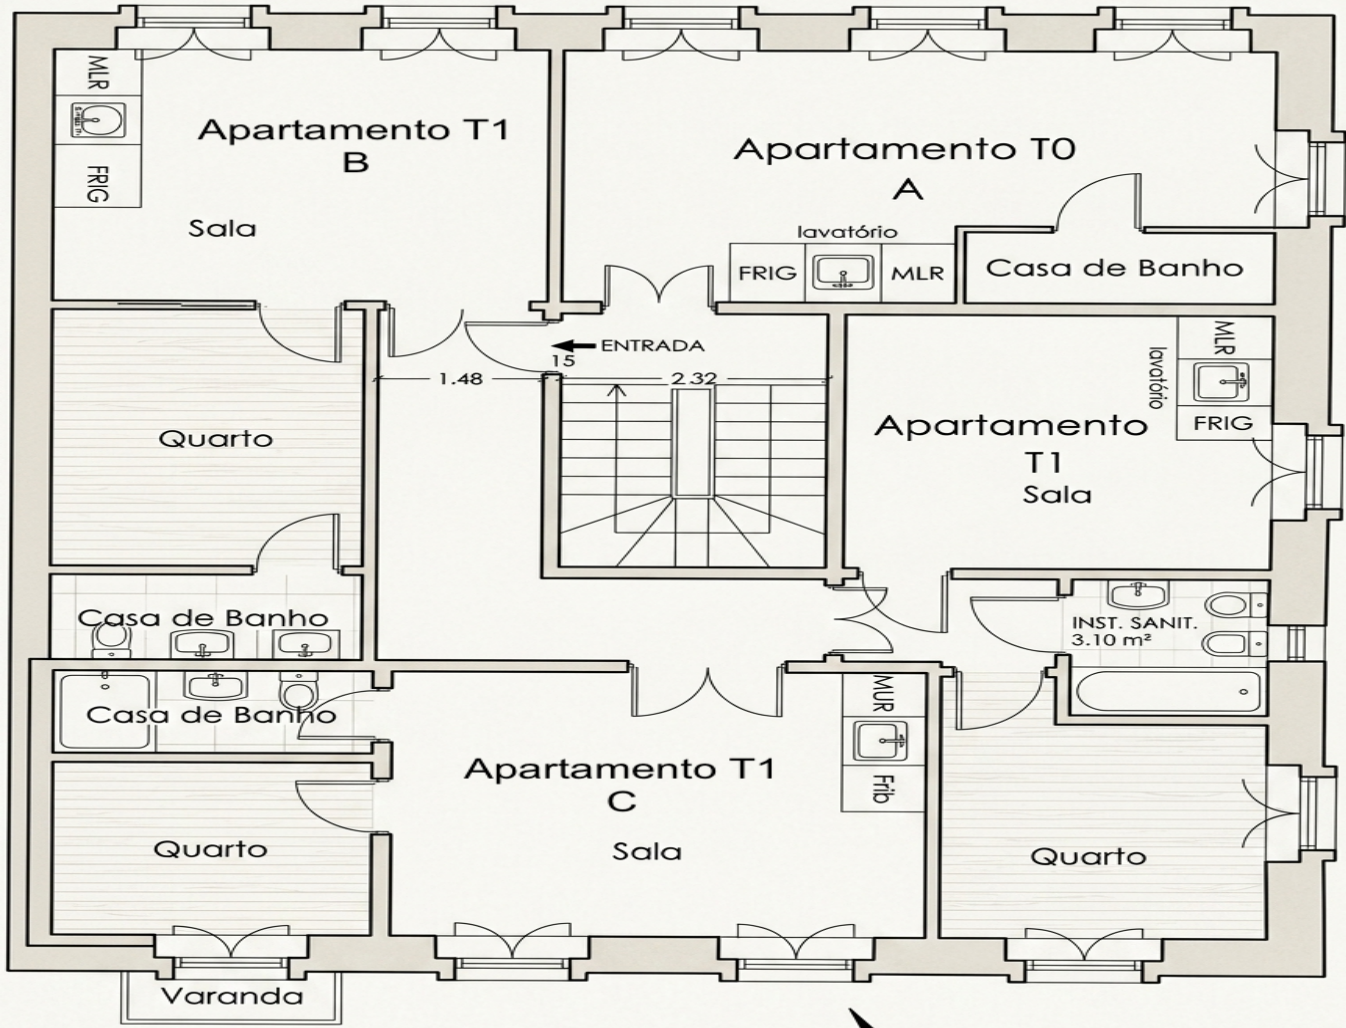 MLR
FRIG
Apartamento T1
B
Sala
Apartamento T0
A
lavatório
FRIG
MLR
Casa de Banho
ENTRADA
15
1.48
2.32
Quarto
MLR
lavatório
FRIG
Apartamento
T1
Sala
Casa de Banho
INST. SANIT.
3.10 m²
Casa de Banho
MUR
Frib
Apartamento T1
C
Sala
Quarto
Quarto
Varanda